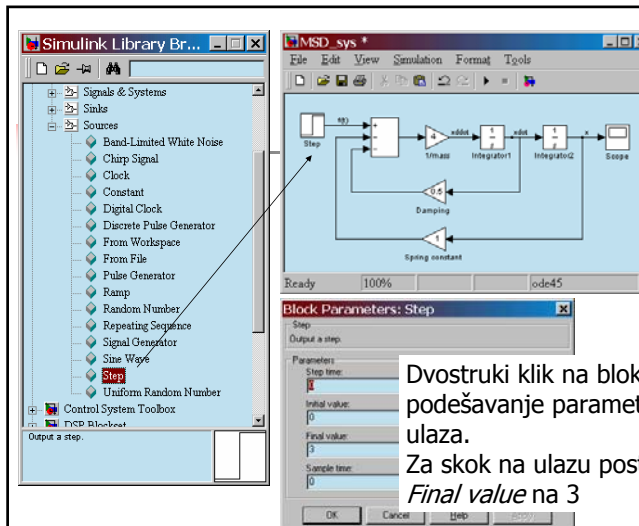 Simulink Library Br...
Signals & Systems
Sinks
Sources
Band-Limited White Noise
Chirp Signal
Clock
Constant
Digital Clock
Discrete Pulse Generator
From Workspace
From File
Pulse Generator
Ramp
Random Number
Repeating Sequence
Signal Generator
Sine Wave
Step
Uniform Random Number
Control System Toolbox
DSP Blockset
Output a step.
MSD_sys *
File Edit View Simulation Format Tools
Step
f(t)
4
1/mass
xddot
1
s
Integrator1
xdot
1
s
Integrator2
x
Scope
0.5
Damping
1
Spring constant
Ready 100% ode45
Block Parameters: Step
Step
Output a step.
Parameters
Step time:
Initial value:
0
Final value:
3
Sample time:
0
OK Cancel Help Apply
Dvostruki klik na blok
podešavanje paramet
ulaza.
Za skok na ulazu post
Final value na 3